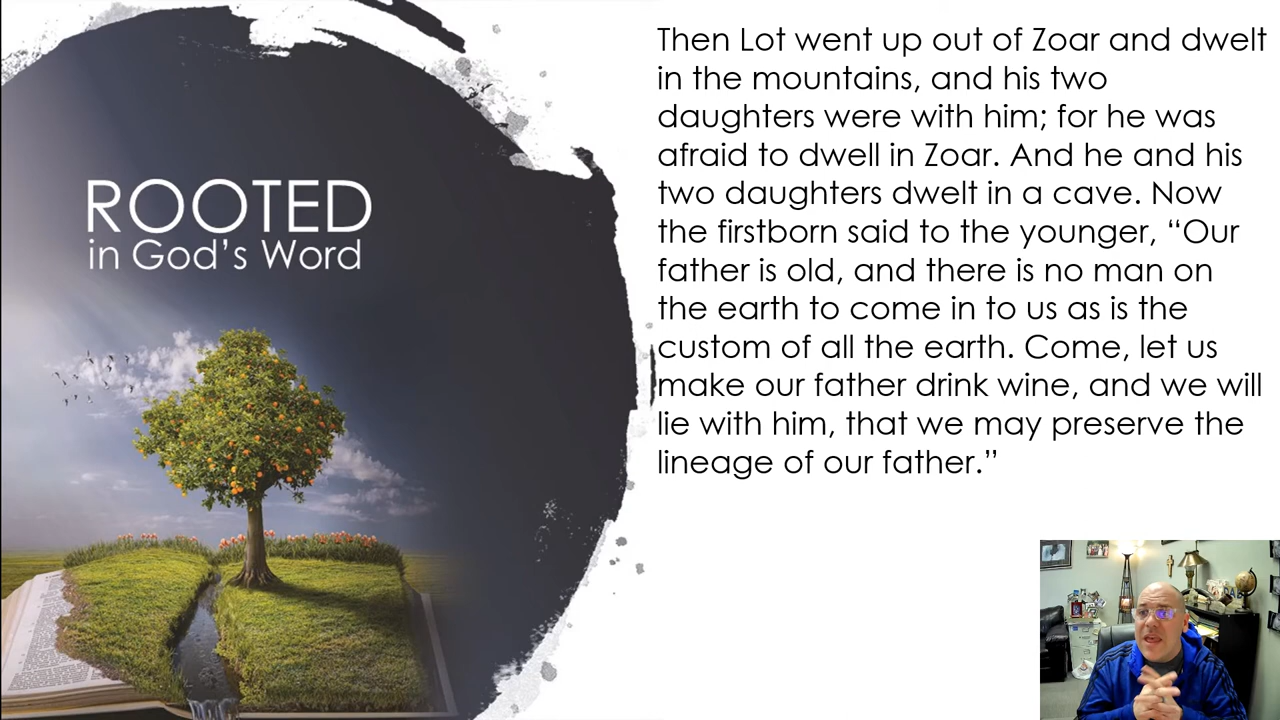 ROOTED
in God’s Word
Then Lot went up out of Zoar and dwelt
in the mountains, and his two
daughters were with him; for he was
afraid to dwell in Zoar. And he and his
two daughters dwelt in a cave. Now
the firstborn said to the younger, “Our
father is old, and there is no man on
the earth to come in to us as is the
custom of all the earth. Come, let us
make our father drink wine, and we will
lie with him, that we may preserve the
lineage of our father.”